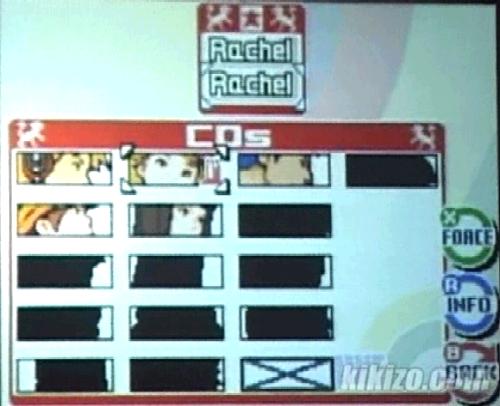 Rachel
Rachel
COs
X
FORCE
R
INFO
B
BACK
kikizo.com